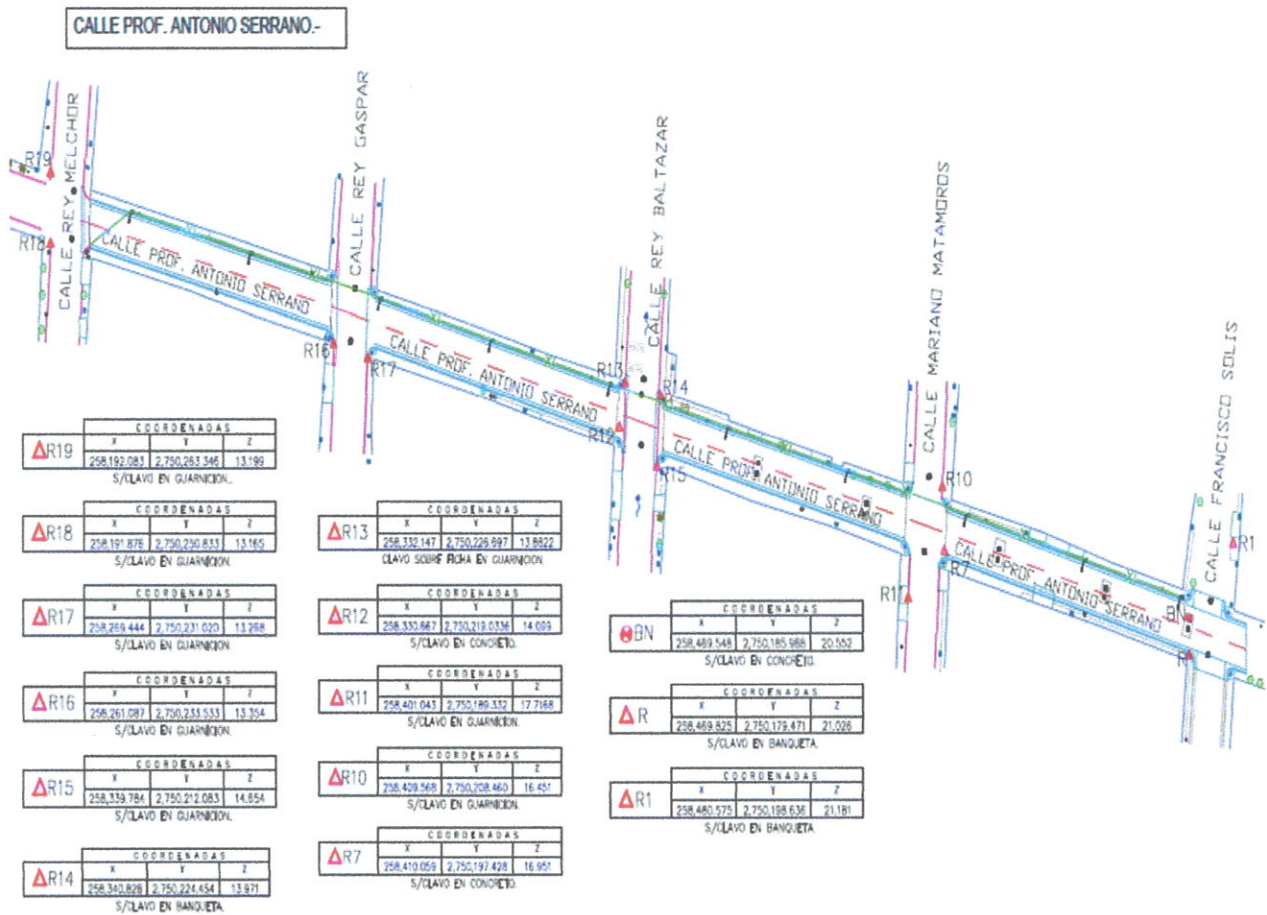 CALLE PROF. ANTONIO SERRANO.-
CALLE REY MELCHOR
CALLE REY GASPAR
CALLE REY BALTAZAR
CALLE MARIANO MATAMOROS
CALLE FRANCISCO SOLIS
R19
R18
CALLE PROF. ANTONIO SERRANO
R16
R17
CALLE PROF. ANTONIO SERRANO
R13
R14
R12
R15
CALLE PROF. ANTONIO SERRANO
R10
R11
R7
CALLE PROF. ANTONIO SERRANO
R1
BN
R
R19
COORDENADAS
X Y Z
258,192.083 2,750,263.346 13.199
S/CLAVO EN GUARNICION.
R18
COORDENADAS
X Y Z
258,191.876 2,750,250.833 13.165
S/CLAVO EN GUARNICION.
R17
COORDENADAS
X Y Z
258,269.444 2,750,231.020 13.268
S/CLAVO EN GUARNICION.
R16
COORDENADAS
X Y Z
258,261.087 2,750,233.533 13.354
S/CLAVO EN GUARNICION.
R15
COORDENADAS
X Y Z
258,339.784 2,750,212.083 14.654
S/CLAVO EN GUARNICION.
R14
COORDENADAS
X Y Z
258,340.828 2,750,224.454 13.971
S/CLAVO EN BANQUETA.
R13
COORDENADAS
X Y Z
258,332.147 2,750,226.697 13.8822
CLAVO SOBRE FICHA EN GUARNICION
R12
COORDENADAS
X Y Z
258,330.667 2,750,219.0336 14.099
S/CLAVO EN CONCRETO.
R11
COORDENADAS
X Y Z
258,401.043 2,750,189.332 17.7168
S/CLAVO EN GUARNICION.
R10
COORDENADAS
X Y Z
258,409.568 2,750,208.460 16.451
S/CLAVO EN GUARNICION.
R7
COORDENADAS
X Y Z
258,410.059 2,750,197.428 16.951
S/CLAVO EN CONCRETO.
BN
COORDENADAS
X Y Z
258,469.548 2,750,185.988 20.552
S/CLAVO EN CONCRETO.
R
COORDENADAS
X Y Z
258,469.825 2,750,179.471 21.026
S/CLAVO EN BANQUETA.
R1
COORDENADAS
X Y Z
258,480.575 2,750,198.636 21.181
S/CLAVO EN BANQUETA